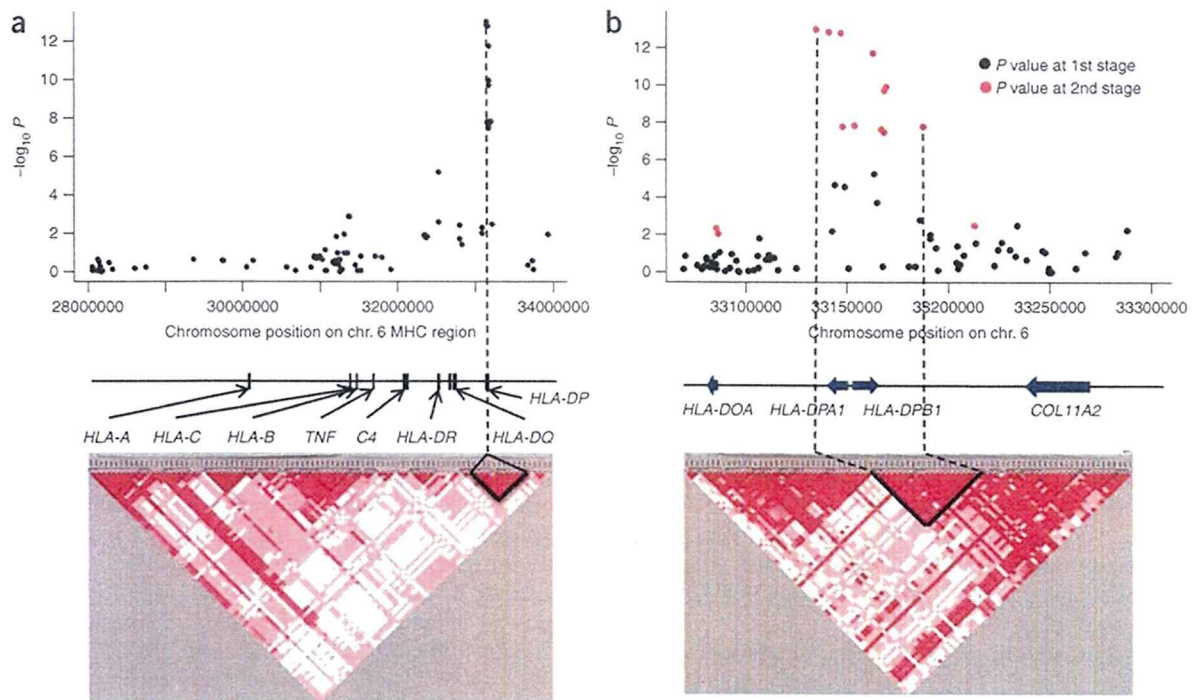 a
−log10 P
12
10
8
6
4
2
0
28000000 30000000 32000000 34000000
Chromosome position on chr. 6 MHC region
HLA-DP
HLA-A HLA-C HLA-B TNF C4 HLA-DR HLA-DQ
b
−log10 P
12
10
8
6
4
2
0
P value at 1st stage
P value at 2nd stage
33100000 33150000 33200000 33250000 33300000
Chromosome position on chr. 6
HLA-DOA HLA-DPA1 HLA-DPB1 COL11A2